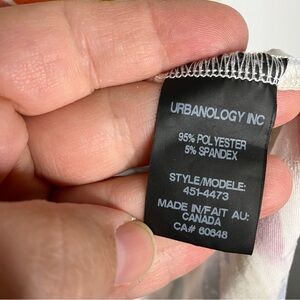 URBANOLOGY INC
95% POLYESTER
5% SPANDEX
STYLE/MODELE:
451-4473
MADE IN/FAIT AU:
CANADA
CA# 60648